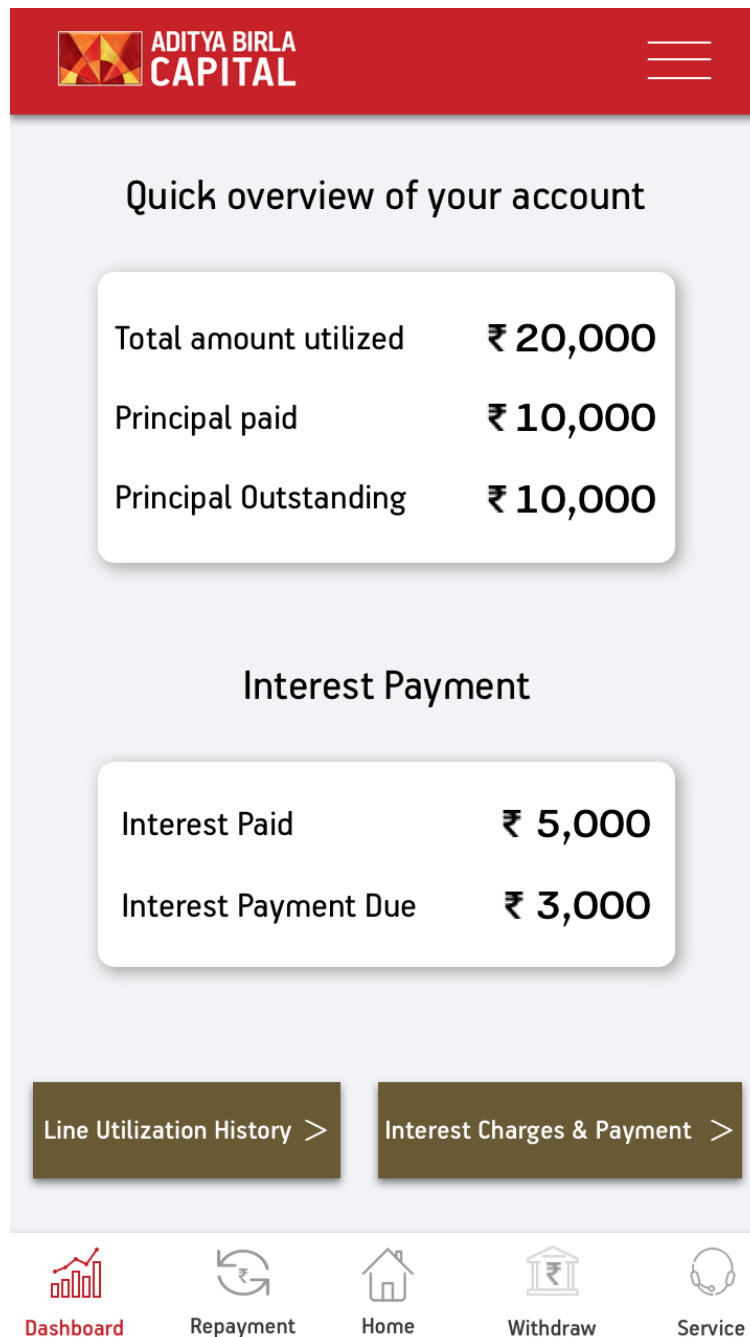 ADITYA BIRLA
CAPITAL
Quick overview of your account
Total amount utilized ₹ 20,000
Principal paid ₹ 10,000
Principal Outstanding ₹ 10,000
Interest Payment
Interest Paid ₹ 5,000
Interest Payment Due ₹ 3,000
Line Utilization History > Interest Charges & Payment >
₹ ₹
Dashboard Repayment Home Withdraw Service